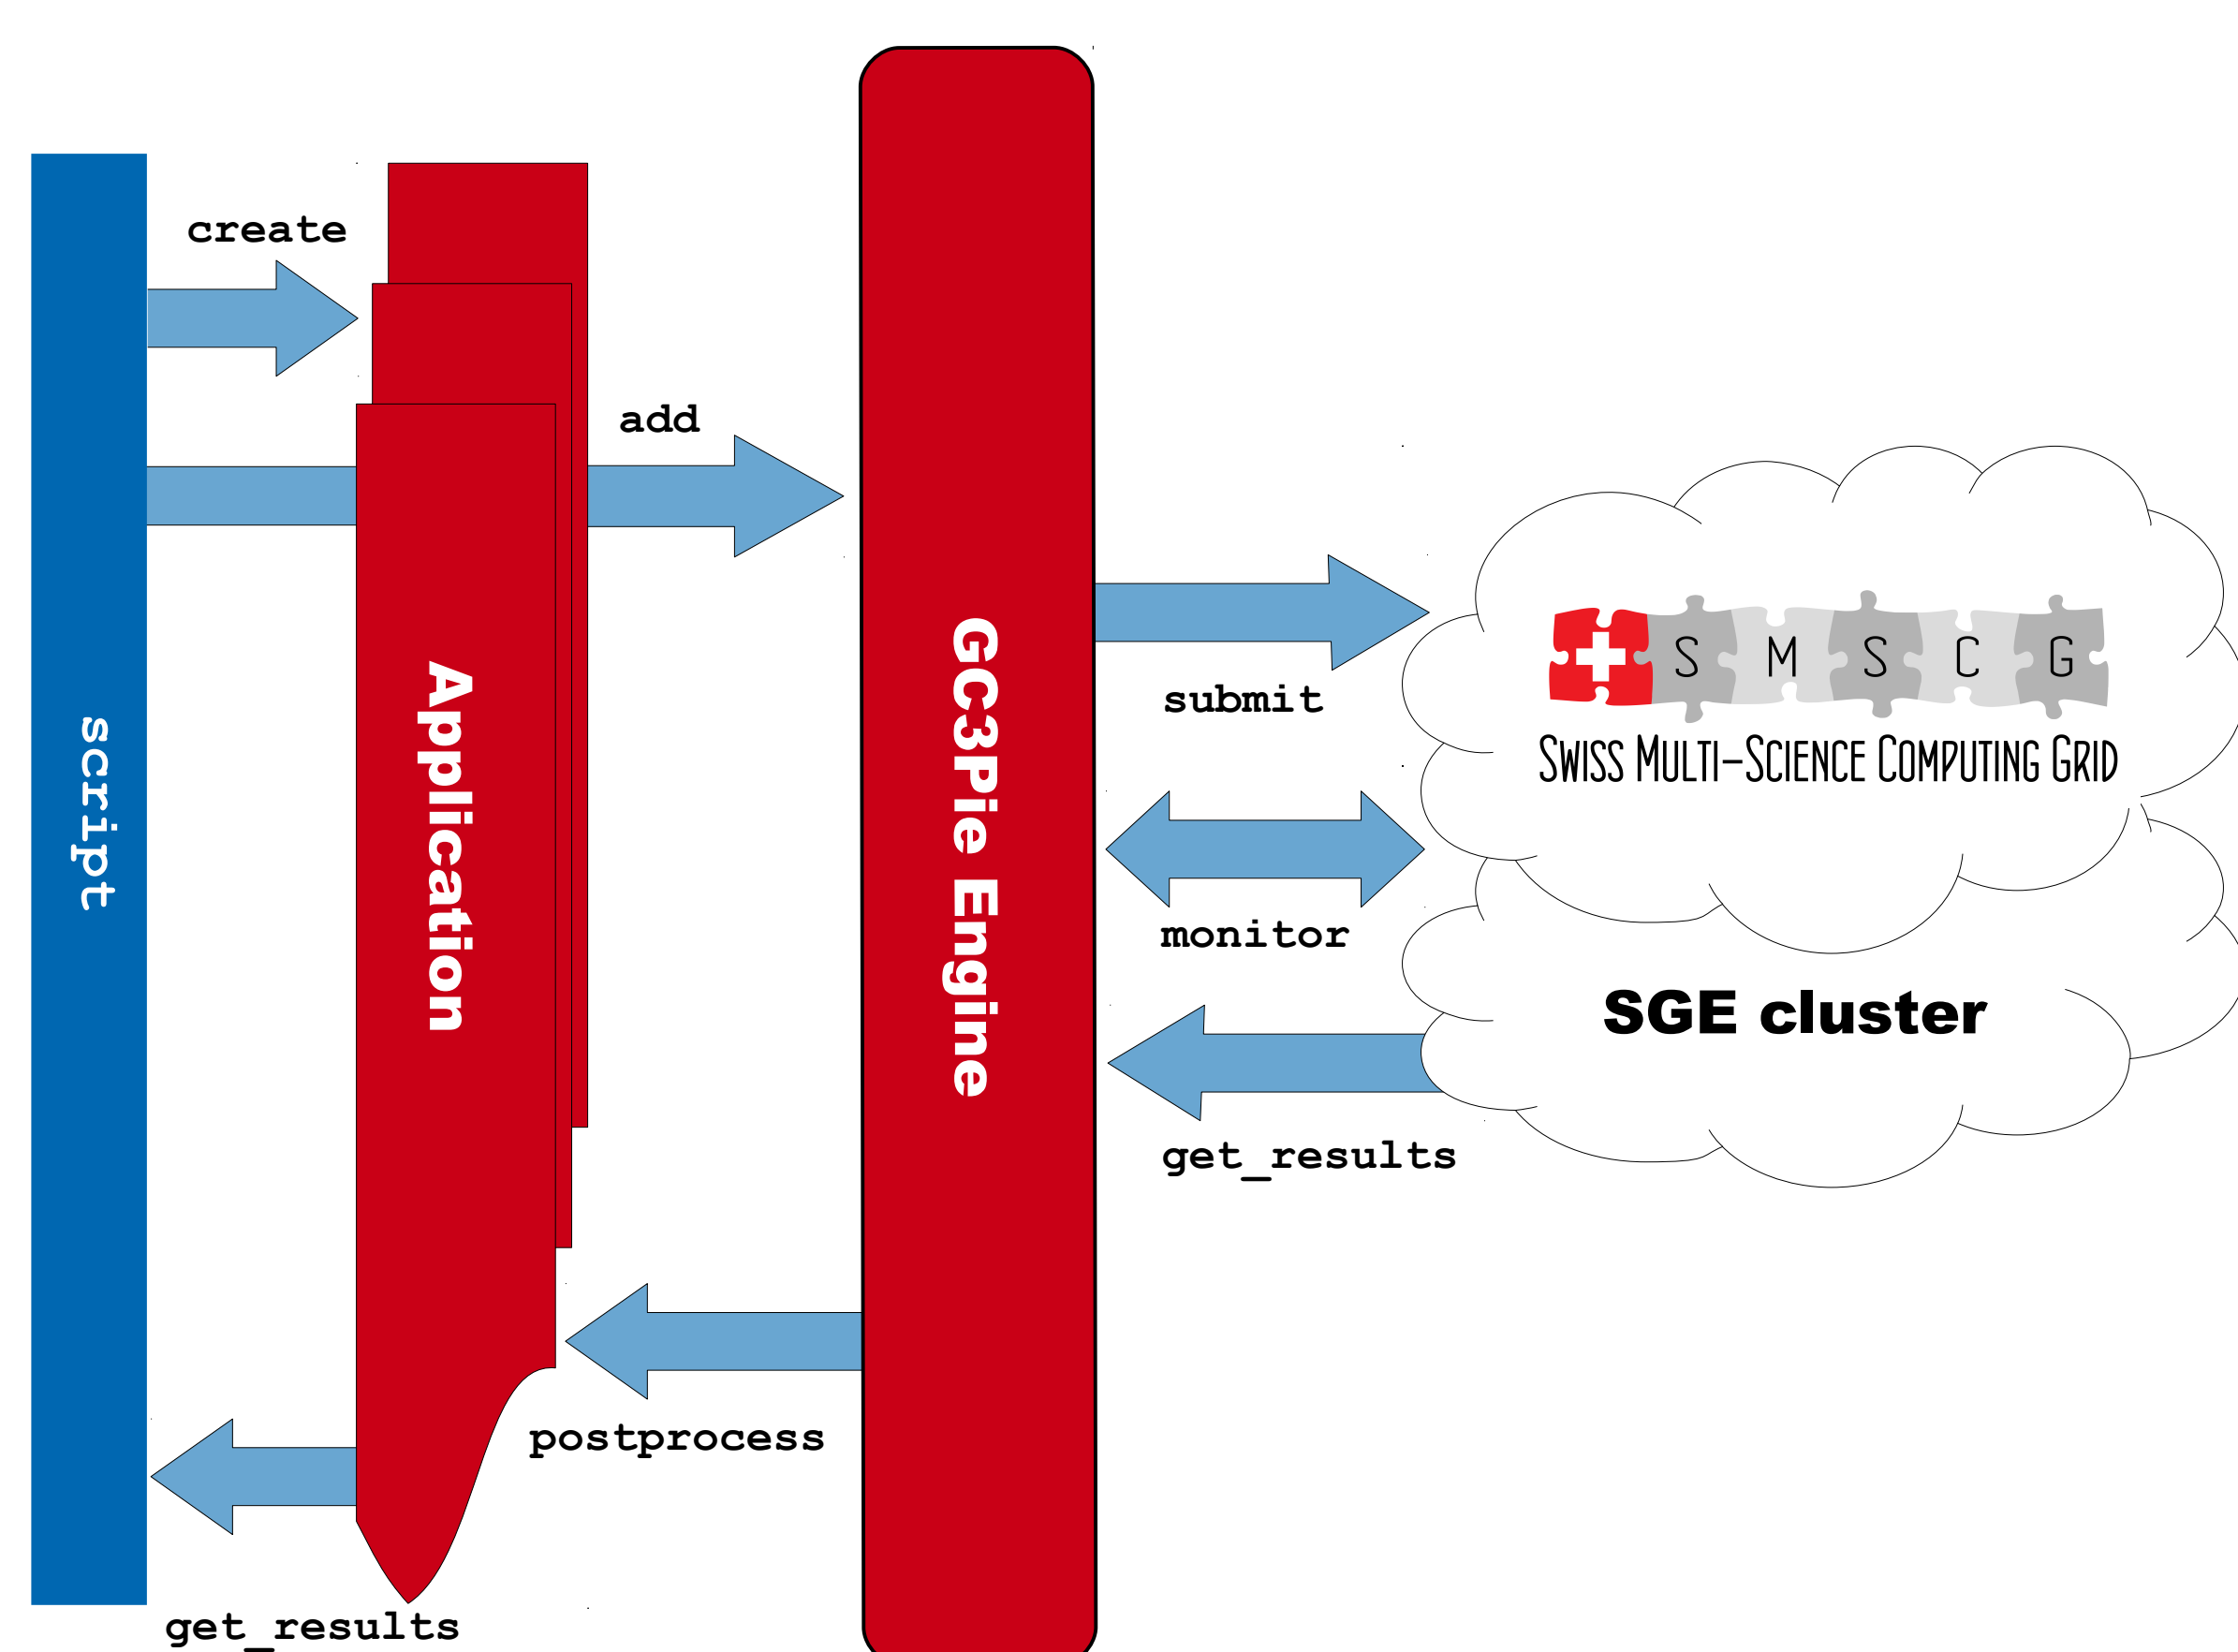 create
add
script
Application
GC3Pie Engine
submit
S M S C G
Swiss Multi-Science Computing Grid
monitor
SGE cluster
get_results
postprocess
get_results